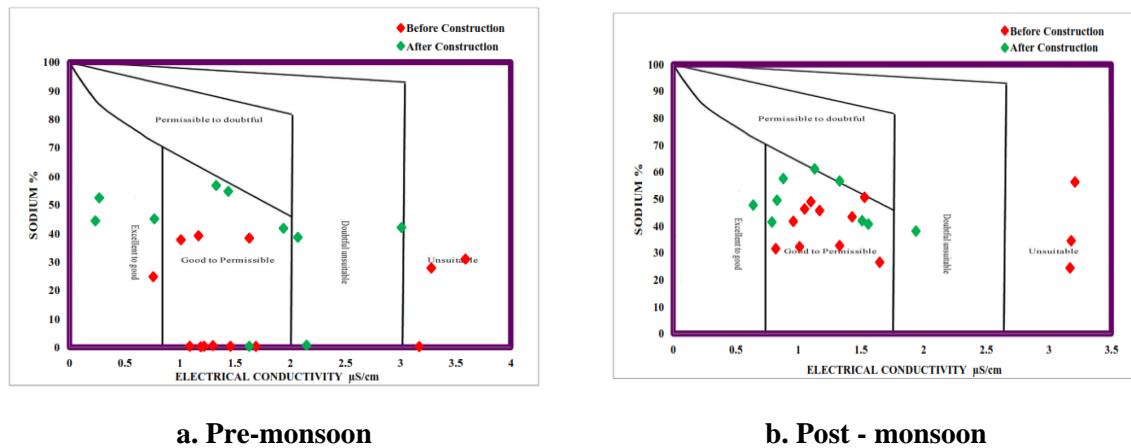 Before Construction
After Construction
100
90
80
70
60
50
40
30
20
10
0
SODIUM %
Permissible to doubtful
Excellent to good
Good to Permissible
Doubtful unsuitable
Unsuitable
0
0.5
1
1.5
2
2.5
3
3.5
4
ELECTRICAL CONDUCTIVITY µS/cm
a. Pre-monsoon
Before Construction
After Construction
100
90
80
70
60
50
40
30
20
10
0
SODIUM %
Permissible to doubtful
Excellent to good
Good to Permissible
Doubtful unsuitable
Unsuitable
0
0.5
1
1.5
2
2.5
3
3.5
ELECTRICAL CONDUCTIVITY µS/cm
b. Post - monsoon